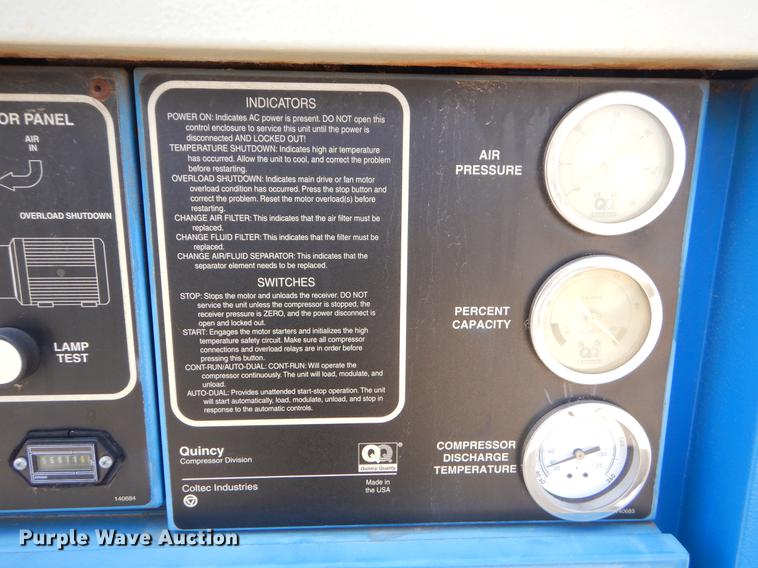 OR PANEL
AIR
IN
OVERLOAD SHUTDOWN
LAMP
TEST
140684
INDICATORS
POWER ON: Indicates AC power is present. DO NOT open this
control enclosure to service this unit until the power is
disconnected AND LOCKED OUT!
TEMPERATURE SHUTDOWN: Indicates high air temperature
has occurred. Allow the unit to cool, and correct the problem
before restarting.
OVERLOAD SHUTDOWN: Indicates main drive or fan motor
overload condition has occurred. Press the stop button and
correct the problem. Reset the motor overload(s) before
restarting.
CHANGE AIR FILTER: This indicates that the air filter must be
replaced.
CHANGE FLUID FILTER: This indicates that the filter must be
replaced.
CHANGE AIR/FLUID SEPARATOR: This indicates that the
separator element needs to be replaced.
SWITCHES
STOP: Stops the motor and unloads the receiver. DO NOT
service the unit unless the compressor is stopped, the
receiver pressure is ZERO, and the power disconnect is
open and locked out.
START: Engages the motor starters and initializes the high
temperature safety circuit. Make sure all compressor
connections and overload relays are in order before
pressing this button.
CONT-RUN/AUTO-DUAL: CONT-RUN: Will operate the
compressor continuously. The unit will load, modulate, and
unload.
AUTO-DUAL: Provides unattended start-stop operation. The unit
will start automatically, load, modulate, unload, and stop in
response to the automatic controls.
Quincy
Compressor Division
Coltec Industries
QQ
Quincy Quality
Made in
the USA
AIR
PRESSURE
PERCENT
CAPACITY
COMPRESSOR
DISCHARGE
TEMPERATURE
140685
Purple Wave Auction